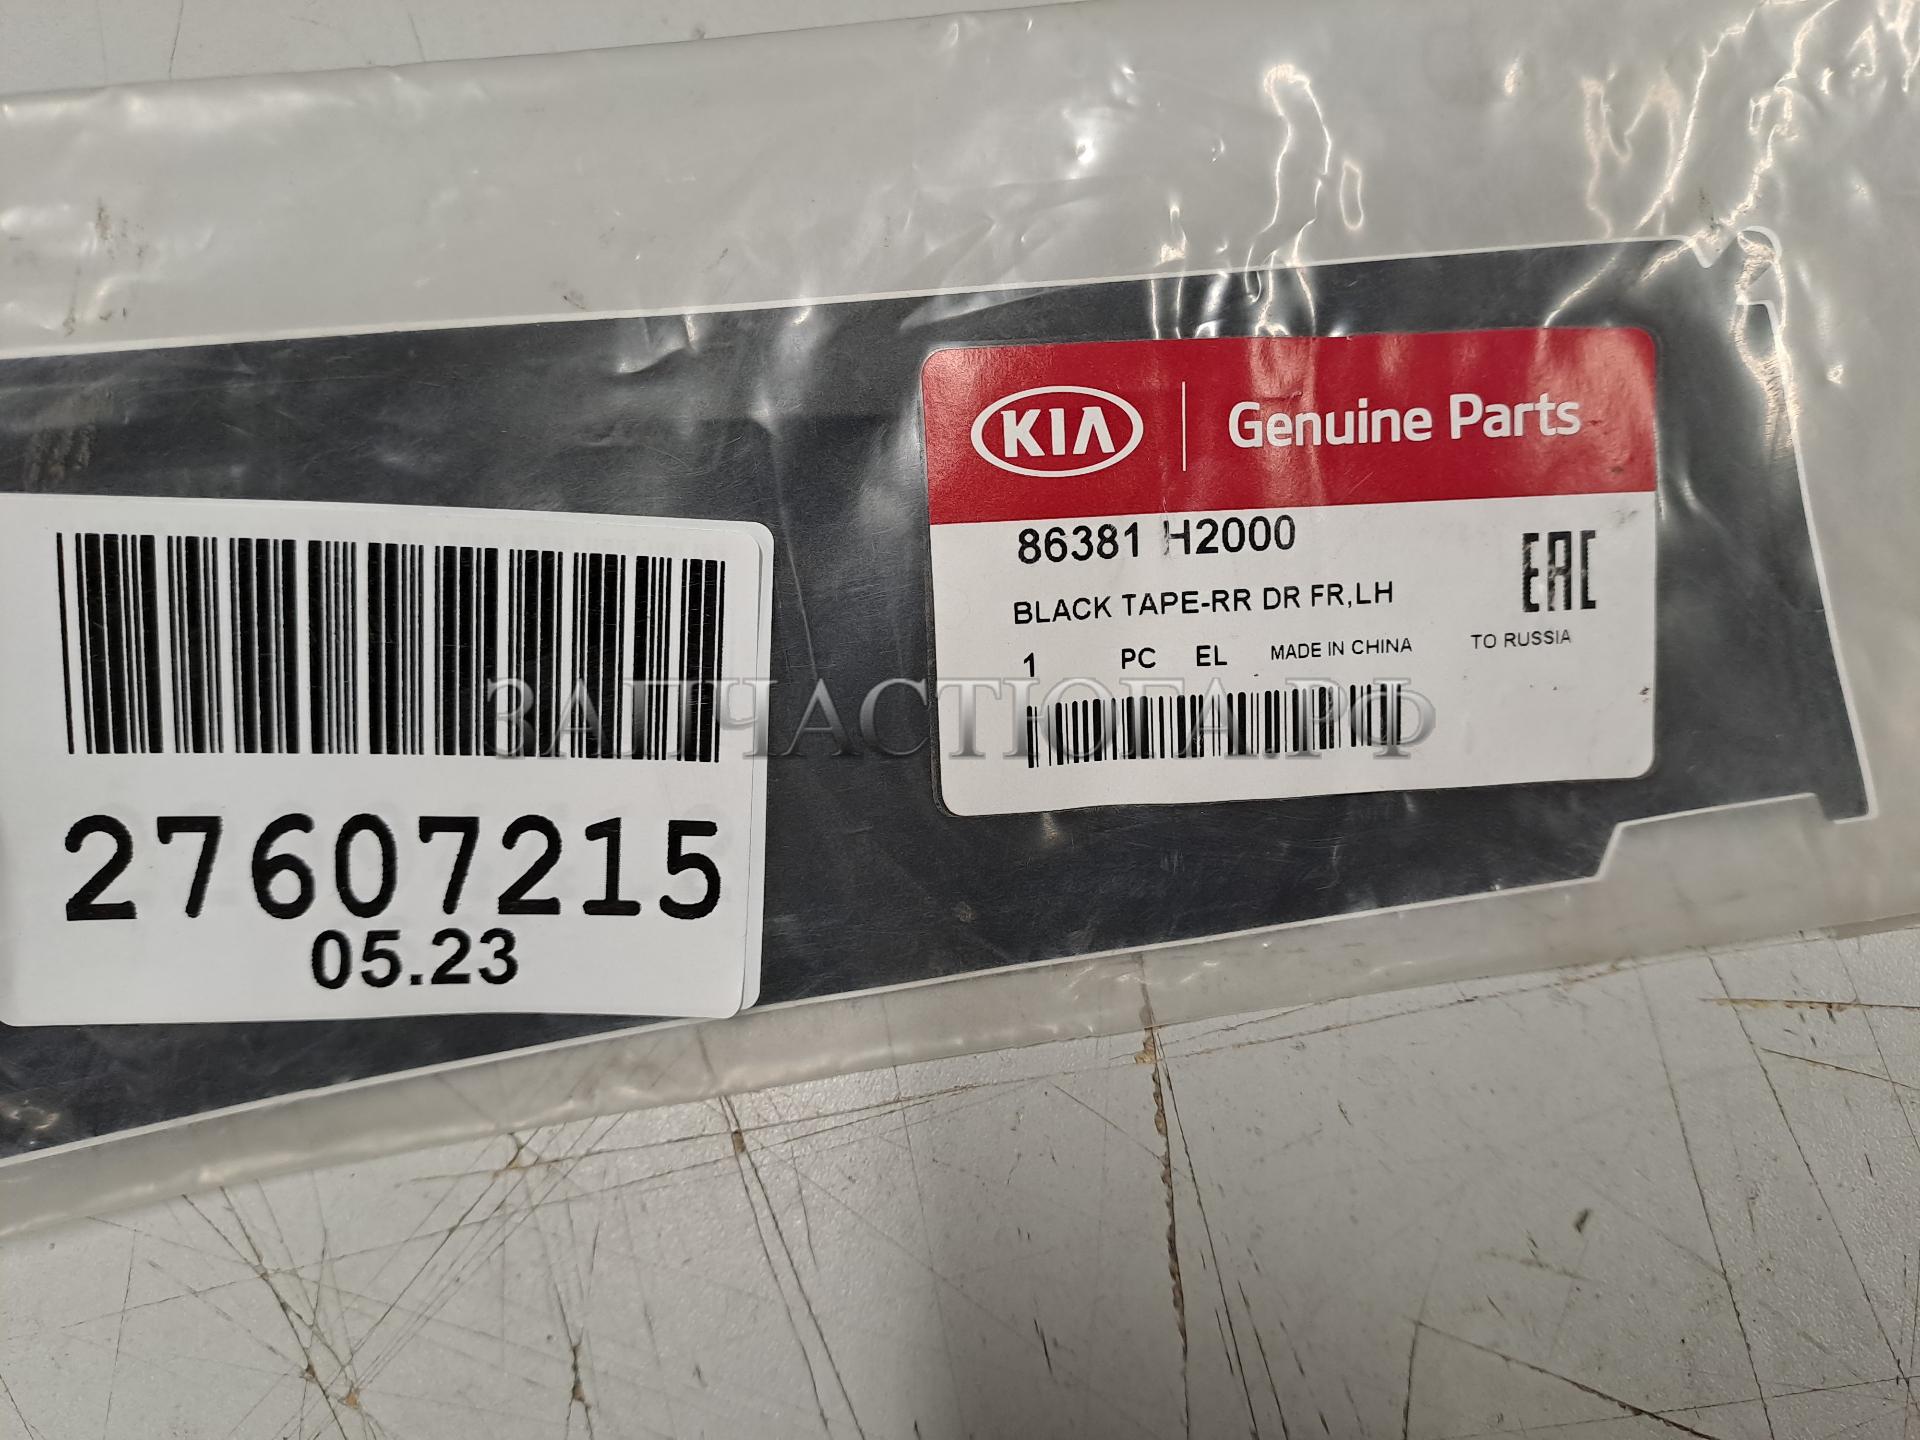 KIA Genuine Parts
86381 H2000
BLACK TAPE-RR DR FR,LH
EAC
1 PC EL MADE IN CHINA TO RUSSIA
ЗАПЧАСТЮГА.РФ
27607215
05.23